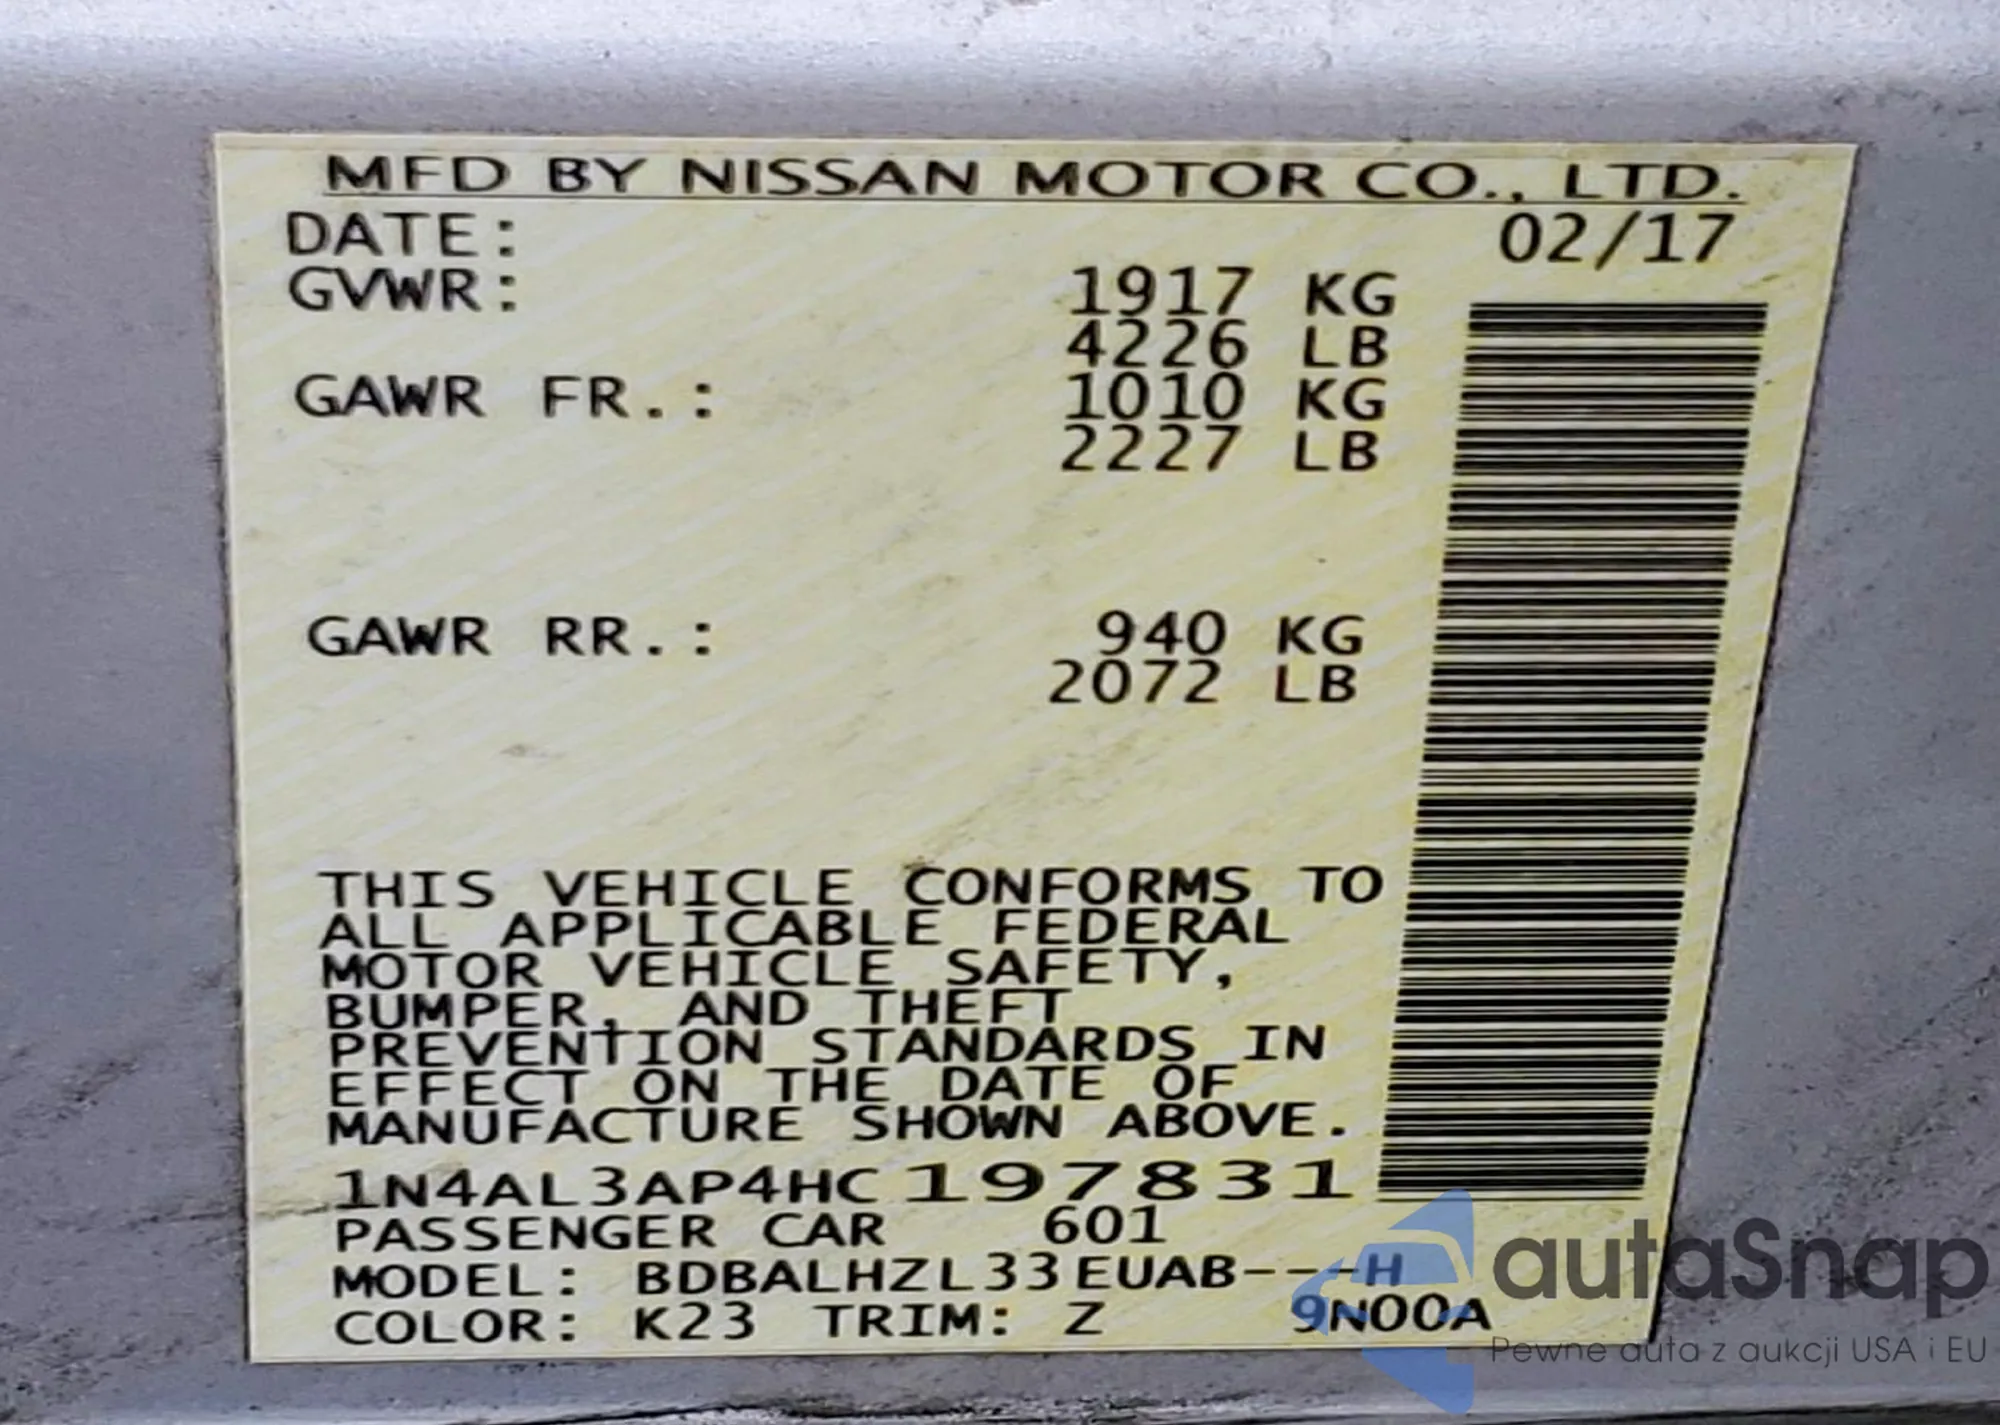 MFD BY NISSAN MOTOR CO., LTD.
DATE: 02/17
GVWR: 1917 KG
4226 LB
GAWR FR.: 1010 KG
2227 LB
GAWR RR.: 940 KG
2072 LB
THIS VEHICLE CONFORMS TO
ALL APPLICABLE FEDERAL
MOTOR VEHICLE SAFETY,
BUMPER, AND THEFT
PREVENTION STANDARDS IN
EFFECT ON THE DATE OF
MANUFACTURE SHOWN ABOVE.
1N4AL3AP4HC197831
PASSENGER CAR 601
MODEL: BDBALHZL33EUAB---H
COLOR: K23 TRIM: Z 9N00A
autaSnap
Pewne auta z aukcji USA i EU